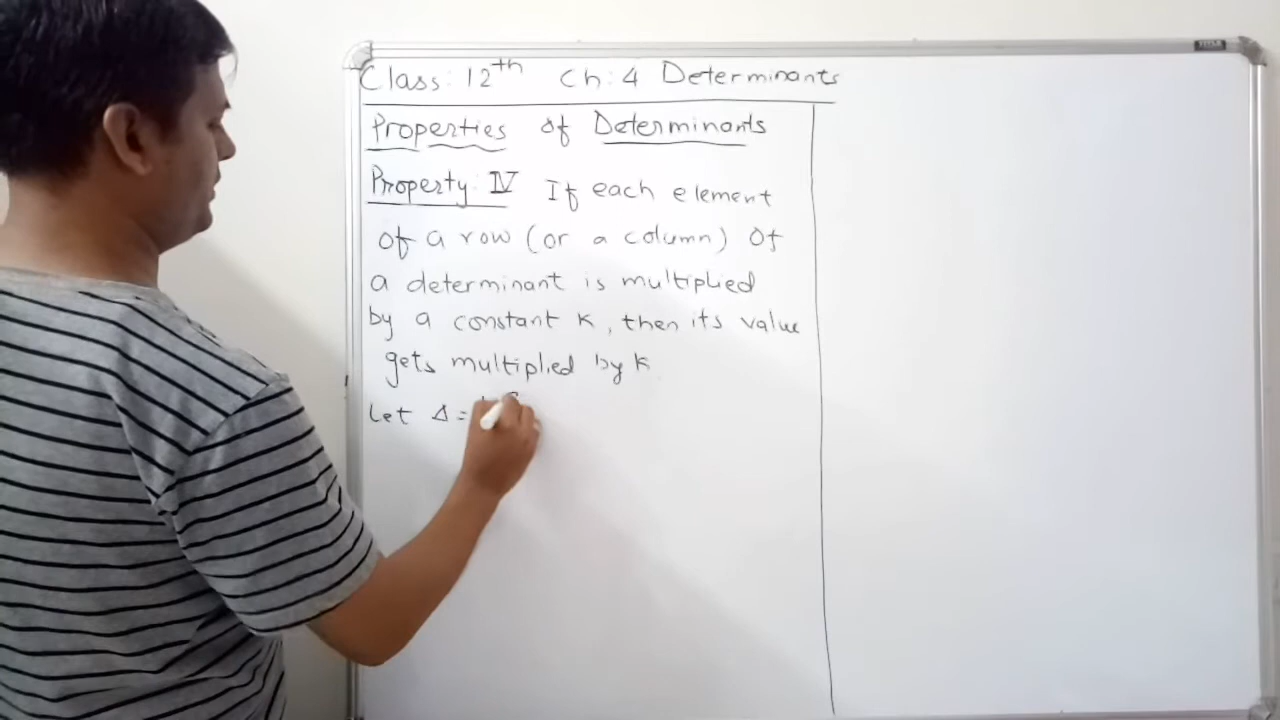 Class: 12th Ch: 4 Determinants
Properties of Determinants
Property: IV If each element
of a row (or a column) of
a determinant is multiplied
by a constant K, then its value
gets multiplied by K.
Let Δ =